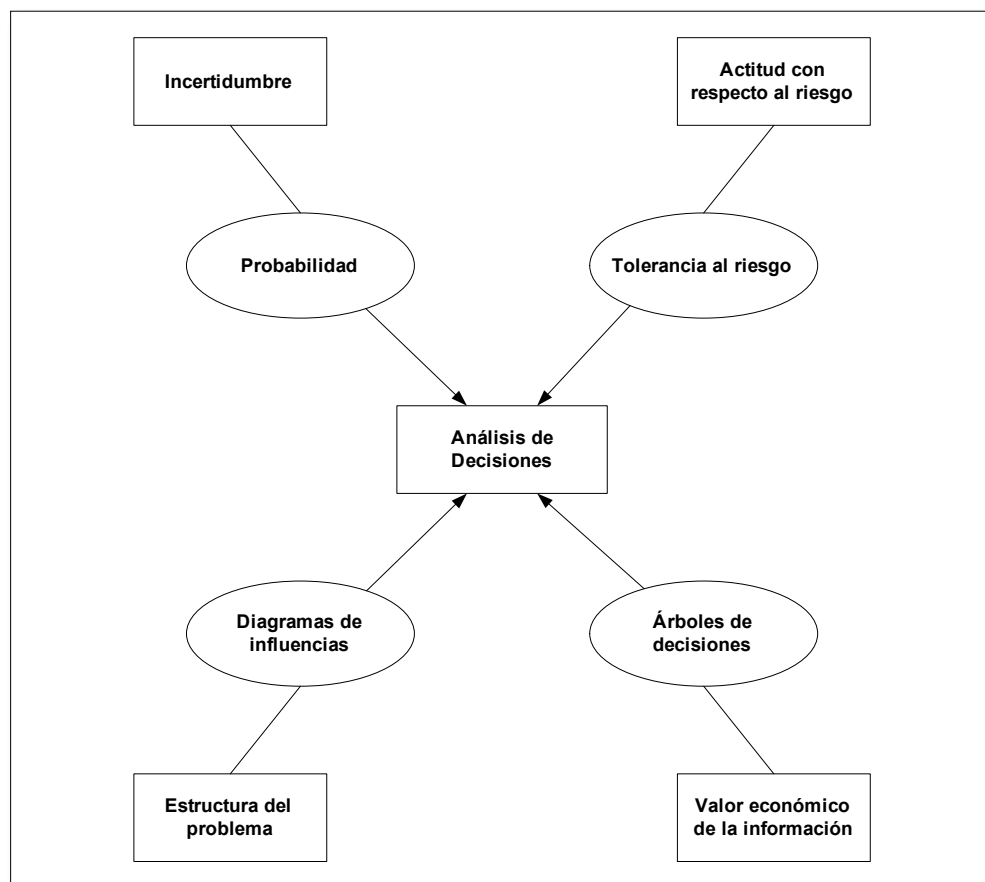 Incertidumbre
Actitud con
respecto al riesgo
Probabilidad
Tolerancia al riesgo
Análisis de
Decisiones
Diagramas de
influencias
Árboles de
decisiones
Estructura del
problema
Valor económico
de la información